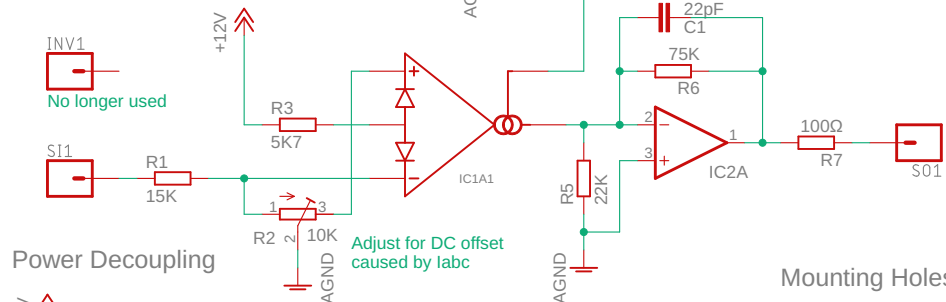 AC
22pF
C1
+12V
INV1
No longer used
75K
R6
R3
5K7
+
-
IC1A1
2
-
3
+
1
IC2A
100Ω
R7
SO1
SI1
R1
15K
R5
22K
1
3
2
R2
10K
AGND
Adjust for DC offset
caused by Iabc
AGND
Power Decoupling
Mounting Holes